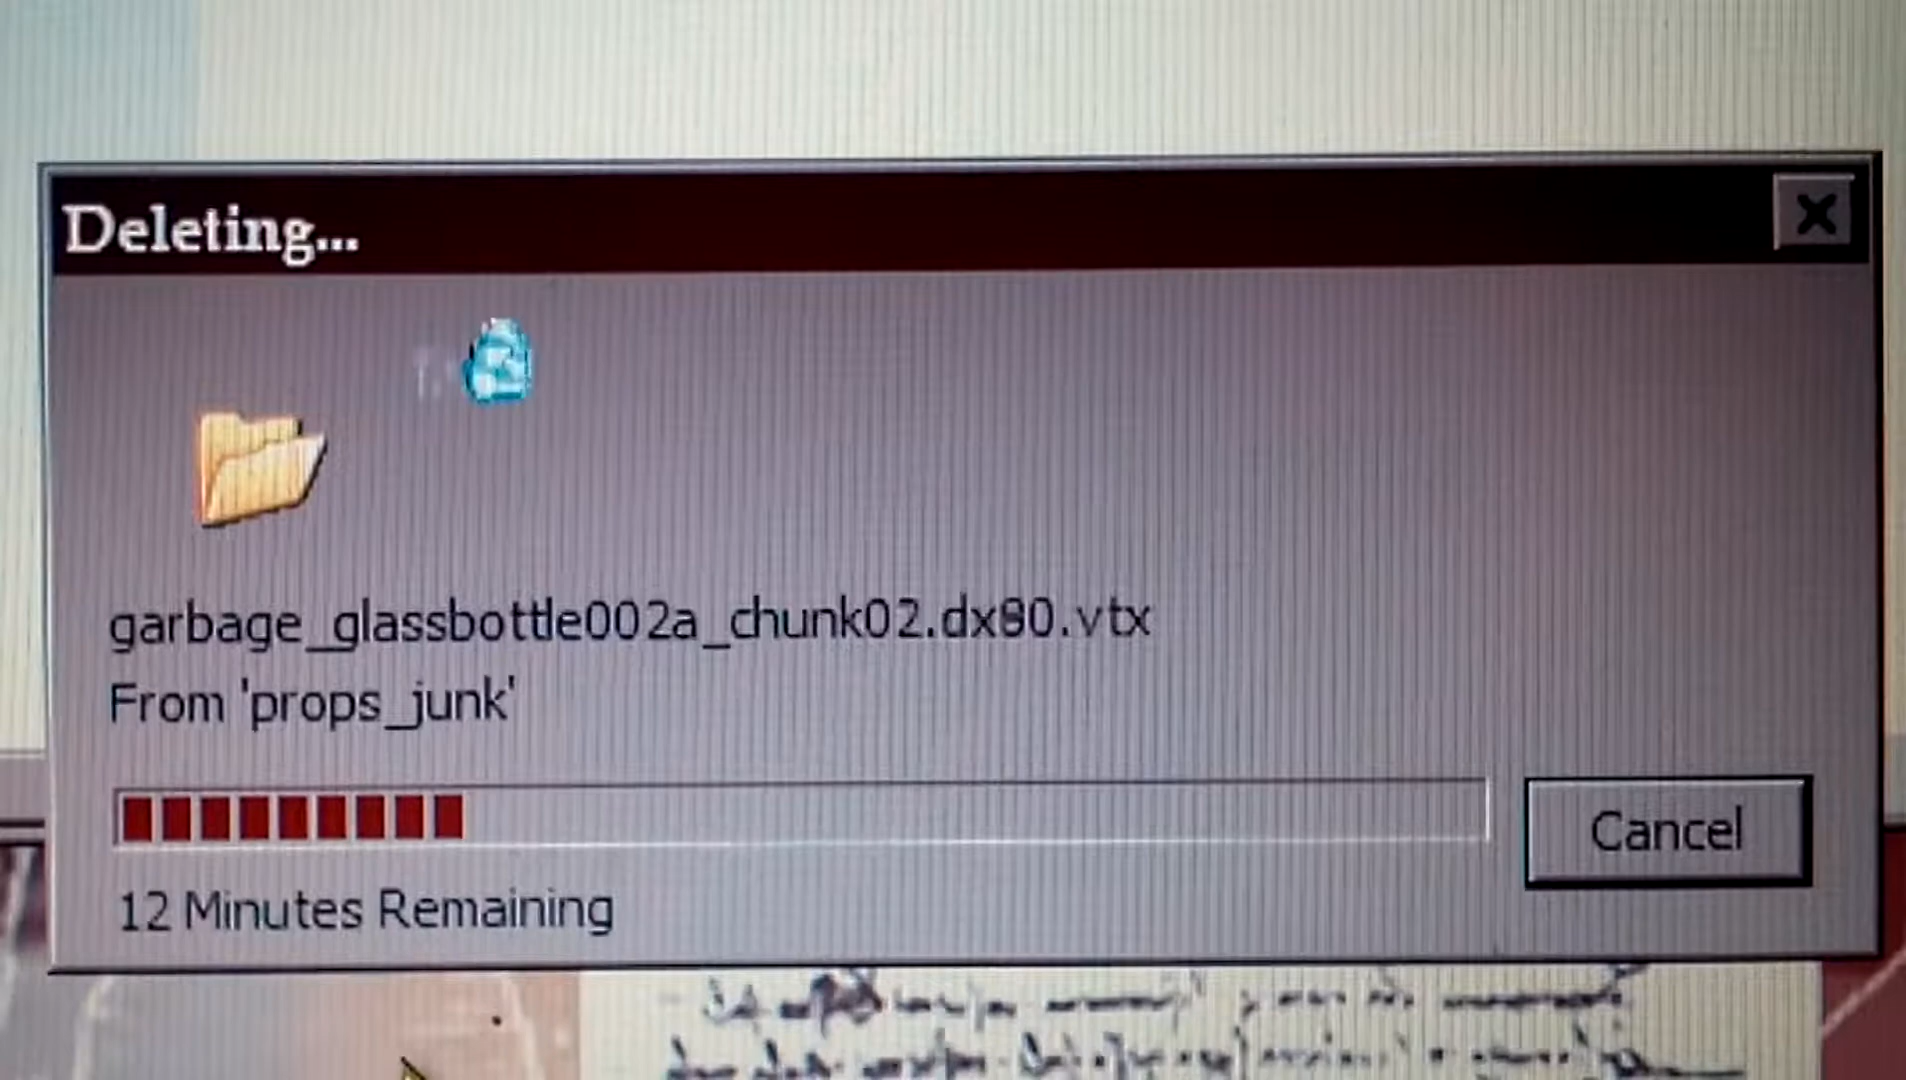 Deleting...
garbage_glassbottle002a_chunk02.dx80.vtx
From 'props_junk'
Cancel
12 Minutes Remaining